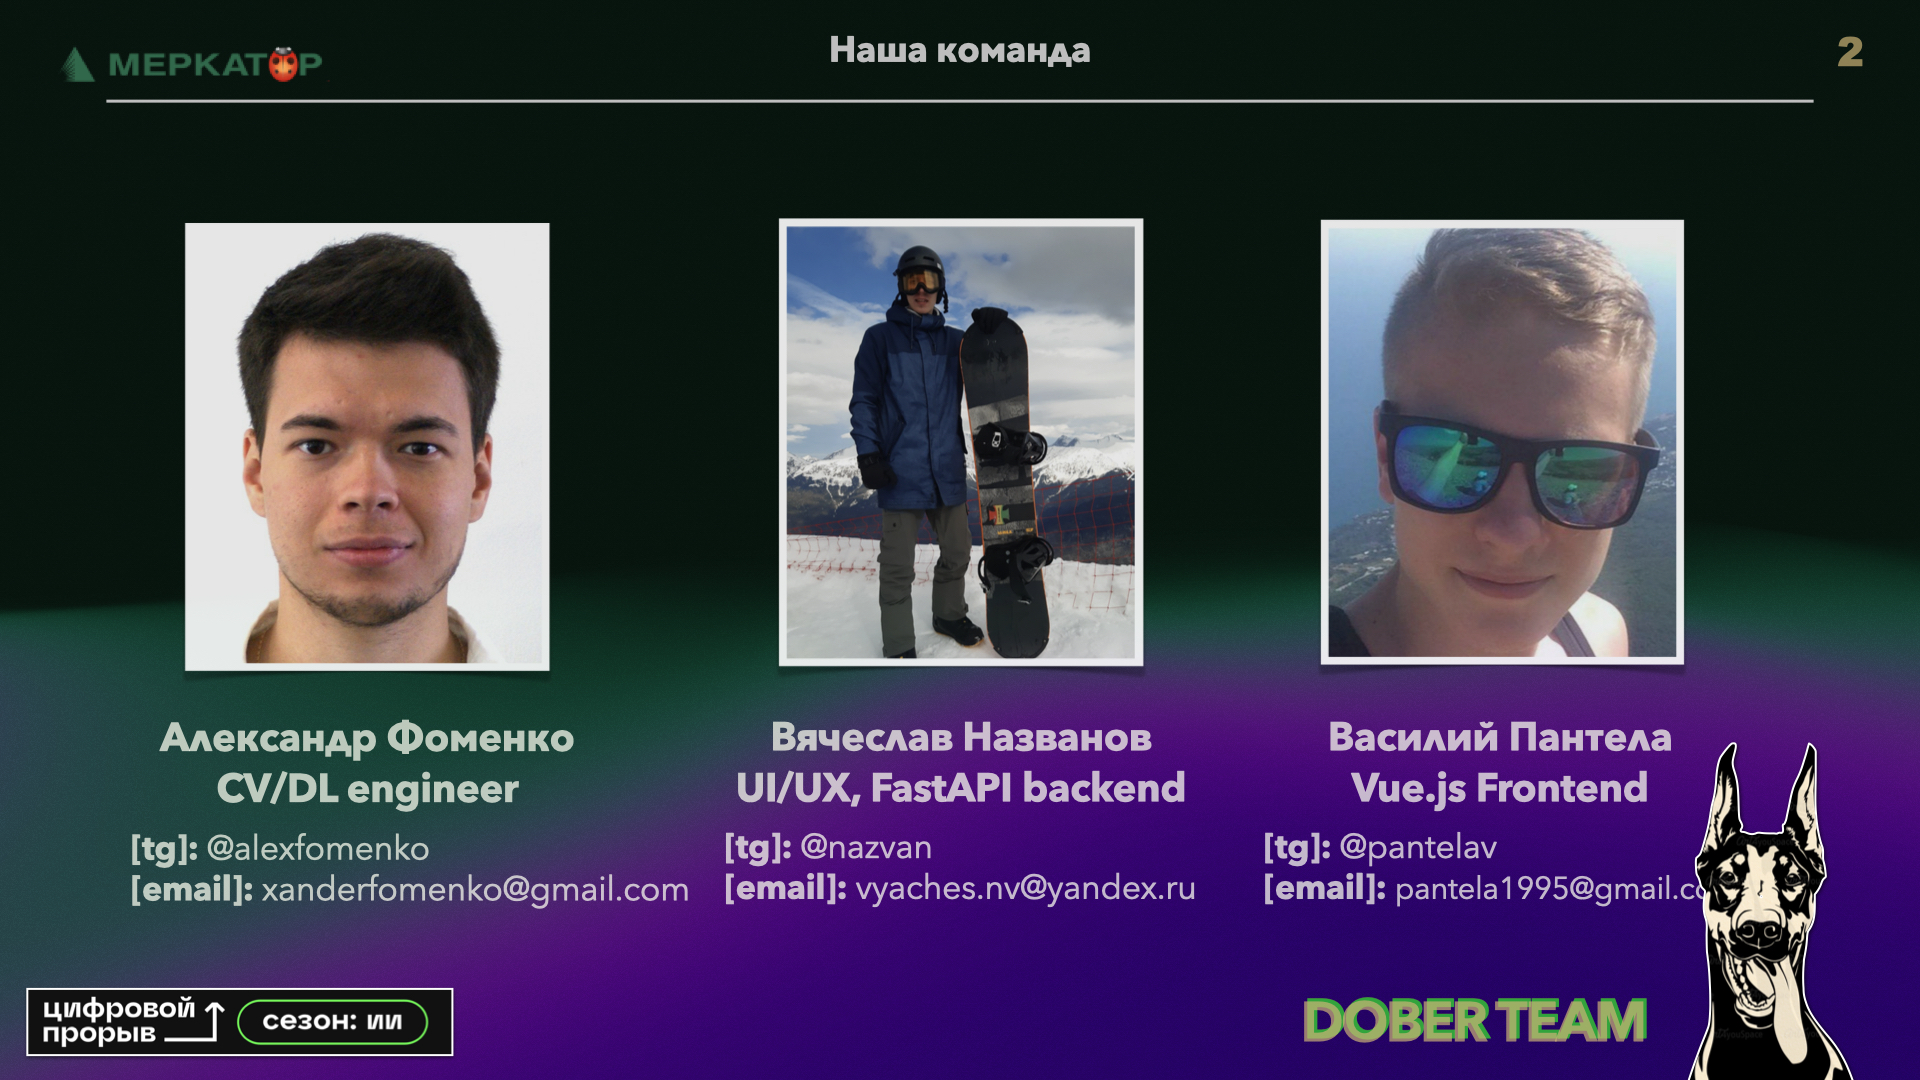 МЕРКАТОР
Наша команда
2
Александр Фоменко
CV/DL engineer
[tg]: @alexfomenko
[email]: xanderfomenko@gmail.com
Вячеслав Названов
UI/UX, FastAPI backend
[tg]: @nazvan
[email]: vyaches.nv@yandex.ru
Василий Пантела
Vue.js Frontend
[tg]: @pantelav
[email]: pantela1995@gmail.co
цифровой
прорыв
сезон: ИИ
DOBER TEAM